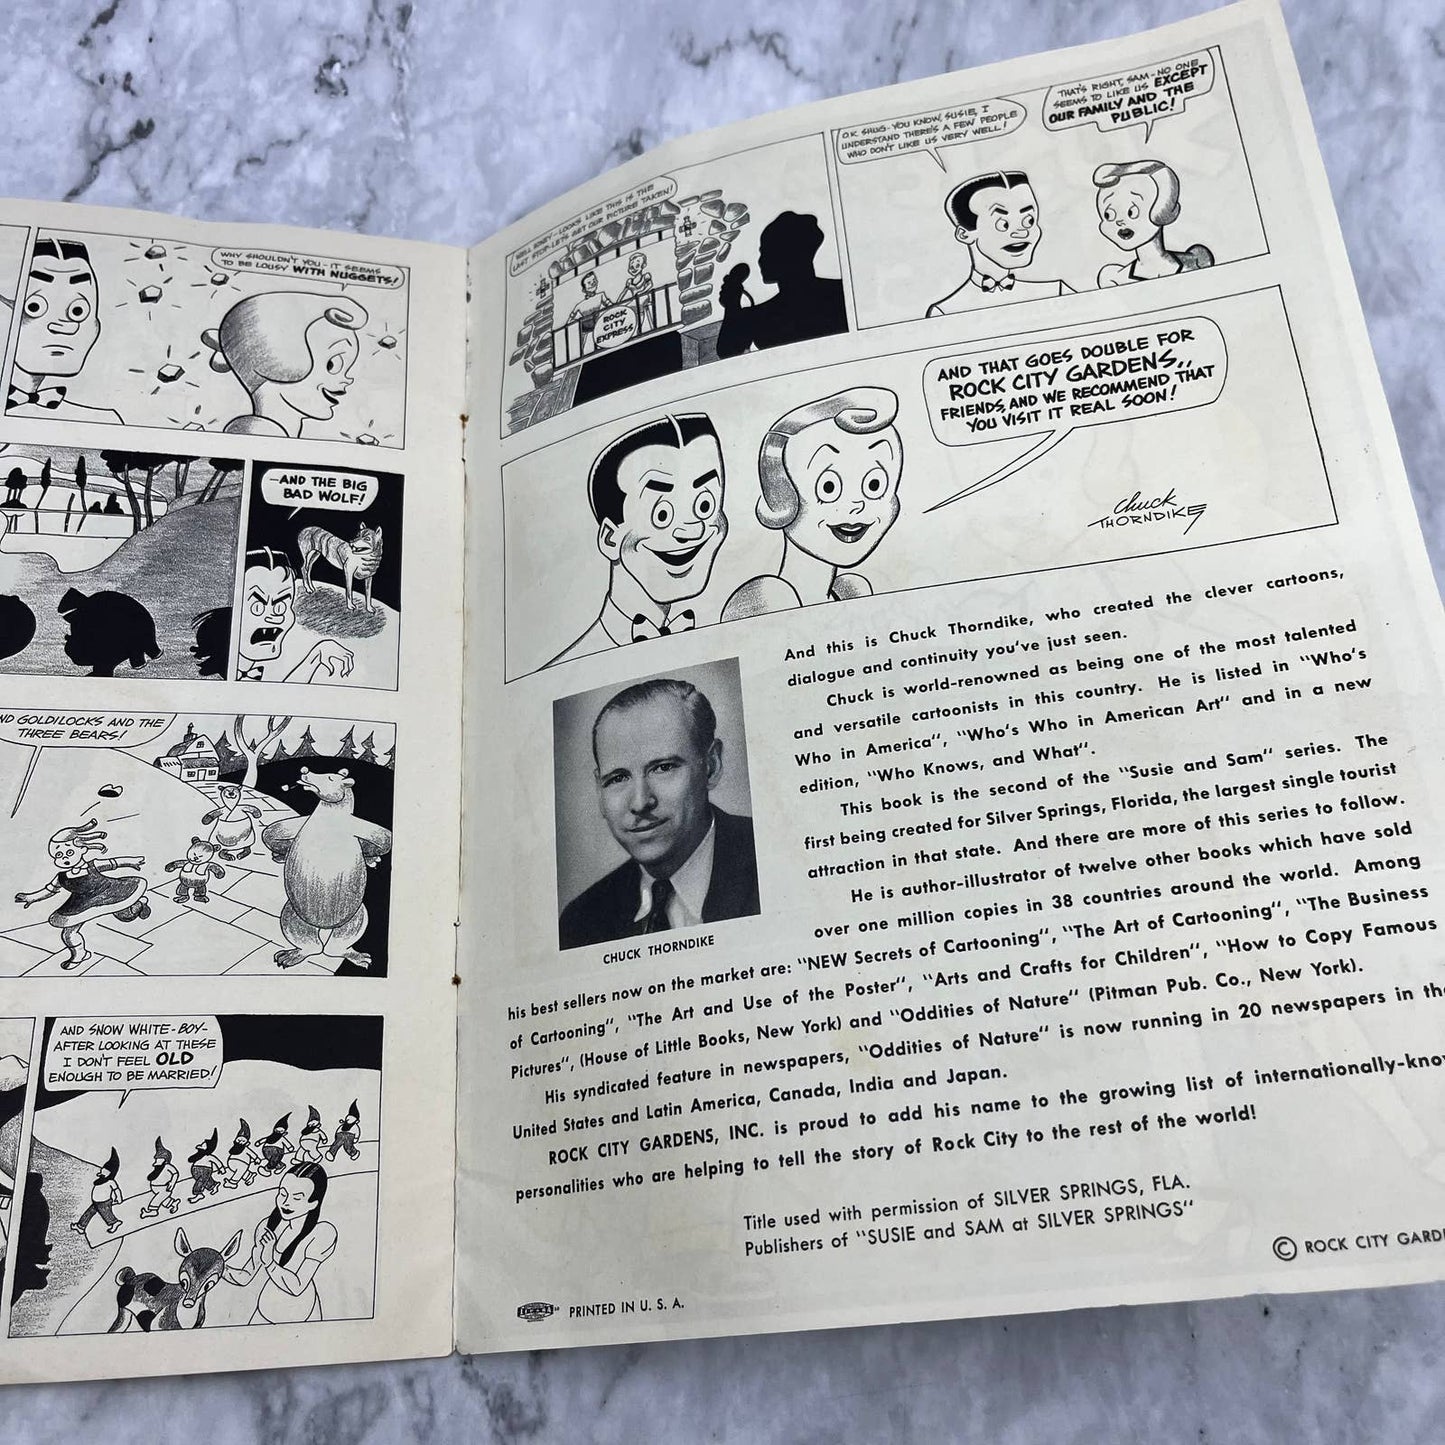 WHY SHOULDN'T YOU - IT SEEMS
TO BE LOUSY WITH NUGGETS!
-AND THE BIG
BAD WOLF!
ND GOLDILOCKS AND THE
THREE BEARS!
AND SNOW WHITE-BOY-
AFTER LOOKING AT THESE
I DON'T FEEL OLD
ENOUGH TO BE MARRIED!
WELL HONEY-LOOKS LIKE THIS IS THE
LAST STOP-LETS GET OUR PICTURE TAKEN!
ROCK
CITY
EXPRESS
O.K. SHUG-YOU KNOW, SUSIE, I
UNDERSTAND THERE'S A FEW PEOPLE
WHO DON'T LIKE US VERY WELL!
THAT'S RIGHT, SAM-NO ONE
SEEMS TO LIKE US EXCEPT
OUR FAMILY AND THE
PUBLIC!
AND THAT GOES DOUBLE FOR
ROCK CITY GARDENS,,
FRIENDS, AND WE RECOMMEND THAT
YOU VISIT IT REAL SOON!
Chuck
THORNDIKE
And this is Chuck Thorndike, who created the clever cartoons,
dialogue and continuity you've just seen.
Chuck is world-renowned as being one of the most talented
and versatile cartoonists in this country. He is listed in "Who's
Who in America", "Who's Who in American Art" and in a new
edition, "Who Knows, and What".
This book is the second of the "Susie and Sam" series. The
first being created for Silver Springs, Florida, the largest single tourist
attraction in that state. And there are more of this series to follow.
He is author-illustrator of twelve other books which have sold
over one million copies in 38 countries around the world. Among
CHUCK THORNDIKE
his best sellers now on the market are: "NEW Secrets of Cartooning", "The Art of Cartooning", "The Business
of Cartooning", "The Art and Use of the Poster", "Arts and Crafts for Children", "How to Copy Famous
Pictures", (House of Little Books, New York) and "Oddities of Nature" (Pitman Pub. Co., New York).
His syndicated feature in newspapers, "Oddities of Nature" is now running in 20 newspapers in the
United States and Latin America, Canada, India and Japan.
ROCK CITY GARDENS, INC. is proud to add his name to the growing list of internationally-know
personalities who are helping to tell the story of Rock City to the rest of the world!
Title used with permission of SILVER SPRINGS, FLA.
Publishers of "SUSIE and SAM at SILVER SPRINGS"
© ROCK CITY GARDE
PRINTED IN U. S. A.